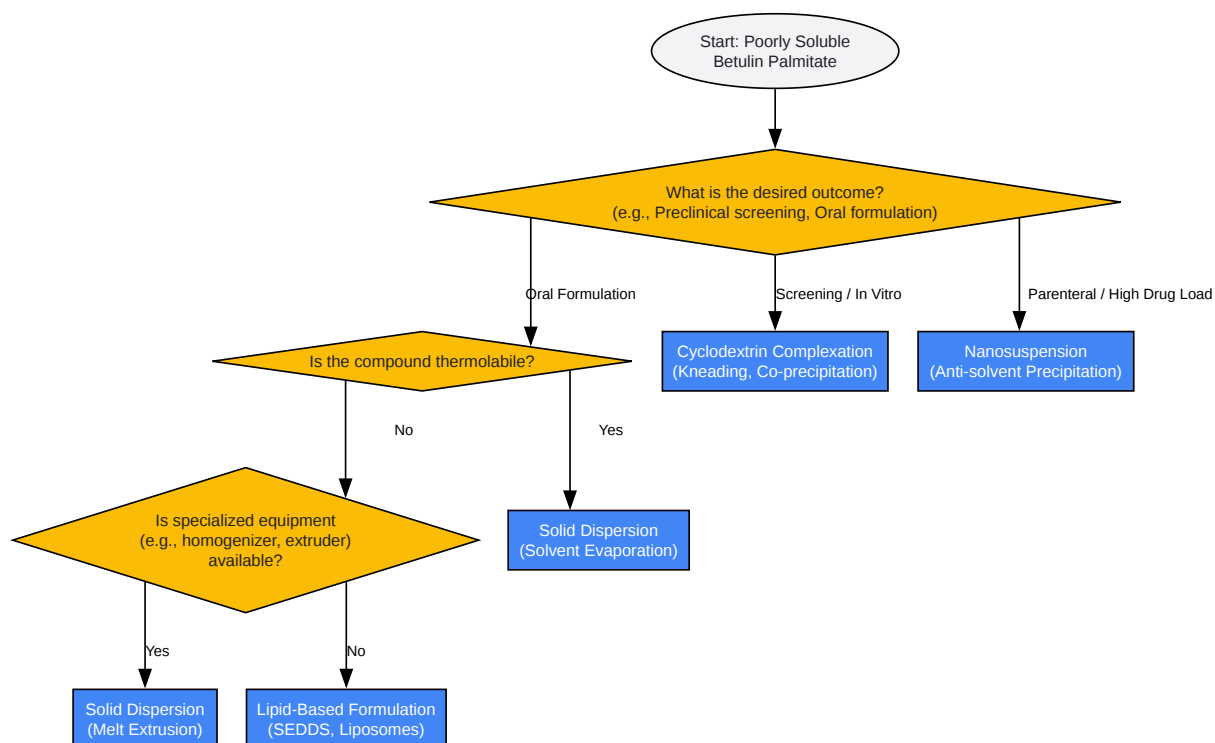 Start: Poorly Soluble
Betulin Palmitate
What is the desired outcome?
(e.g., Preclinical screening, Oral formulation)
Oral Formulation
Screening / In Vitro
Parenteral / High Drug Load
Is the compound thermolabile?
Cyclodextrin Complexation
(Kneading, Co-precipitation)
Nanosuspension
(Anti-solvent Precipitation)
No
Yes
Is specialized equipment
(e.g., homogenizer, extruder)
available?
Solid Dispersion
(Solvent Evaporation)
Yes
No
Solid Dispersion
(Melt Extrusion)
Lipid-Based Formulation
(SEDDS, Liposomes)